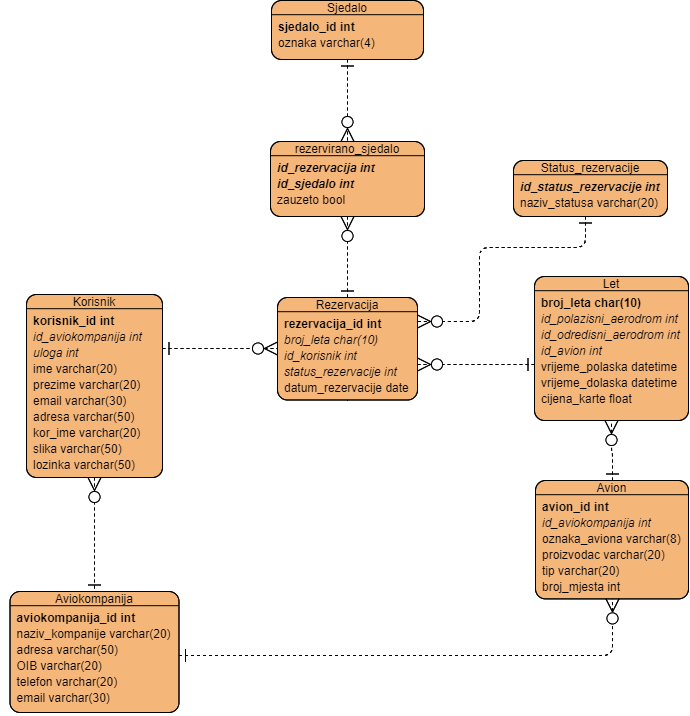 Sjedalo
sjedalo_id int
oznaka varchar(4)
rezervirano_sjedalo
id_rezervacija int
id_sjedalo int
zauzeto bool
Status_rezervacije
id_status_rezervacije int
naziv_statusa varchar(20)
Korisnik
korisnik_id int
id_aviokompanija int
uloga int
ime varchar(20)
prezime varchar(20)
email varchar(30)
adresa varchar(50)
kor_ime varchar(20)
slika varchar(50)
lozinka varchar(50)
Rezervacija
rezervacija_id int
broj_leta char(10)
id_korisnik int
status_rezervacije int
datum_rezervacije date
Let
broj_leta char(10)
id_polazisni_aerodrom int
id_odredisni_aerodrom int
id_avion int
vrijeme_polaska datetime
vrijeme_dolaska datetime
cijena_karte float
Avion
avion_id int
id_aviokompanija int
oznaka_aviona varchar(8)
proizvodac varchar(20)
tip varchar(20)
broj_mjesta int
Aviokompanija
aviokompanija_id int
naziv_kompanije varchar(20)
adresa varchar(50)
OIB varchar(20)
telefon varchar(20)
email varchar(30)